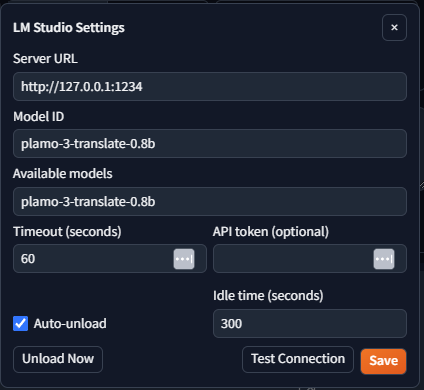 LM Studio Settings
×
Server URL
http://127.0.0.1:1234
Model ID
plamo-3-translate-0.8b
Available models
plamo-3-translate-0.8b
Timeout (seconds)
API token (optional)
60
Idle time (seconds)
Auto-unload
300
Unload Now
Test Connection
Save